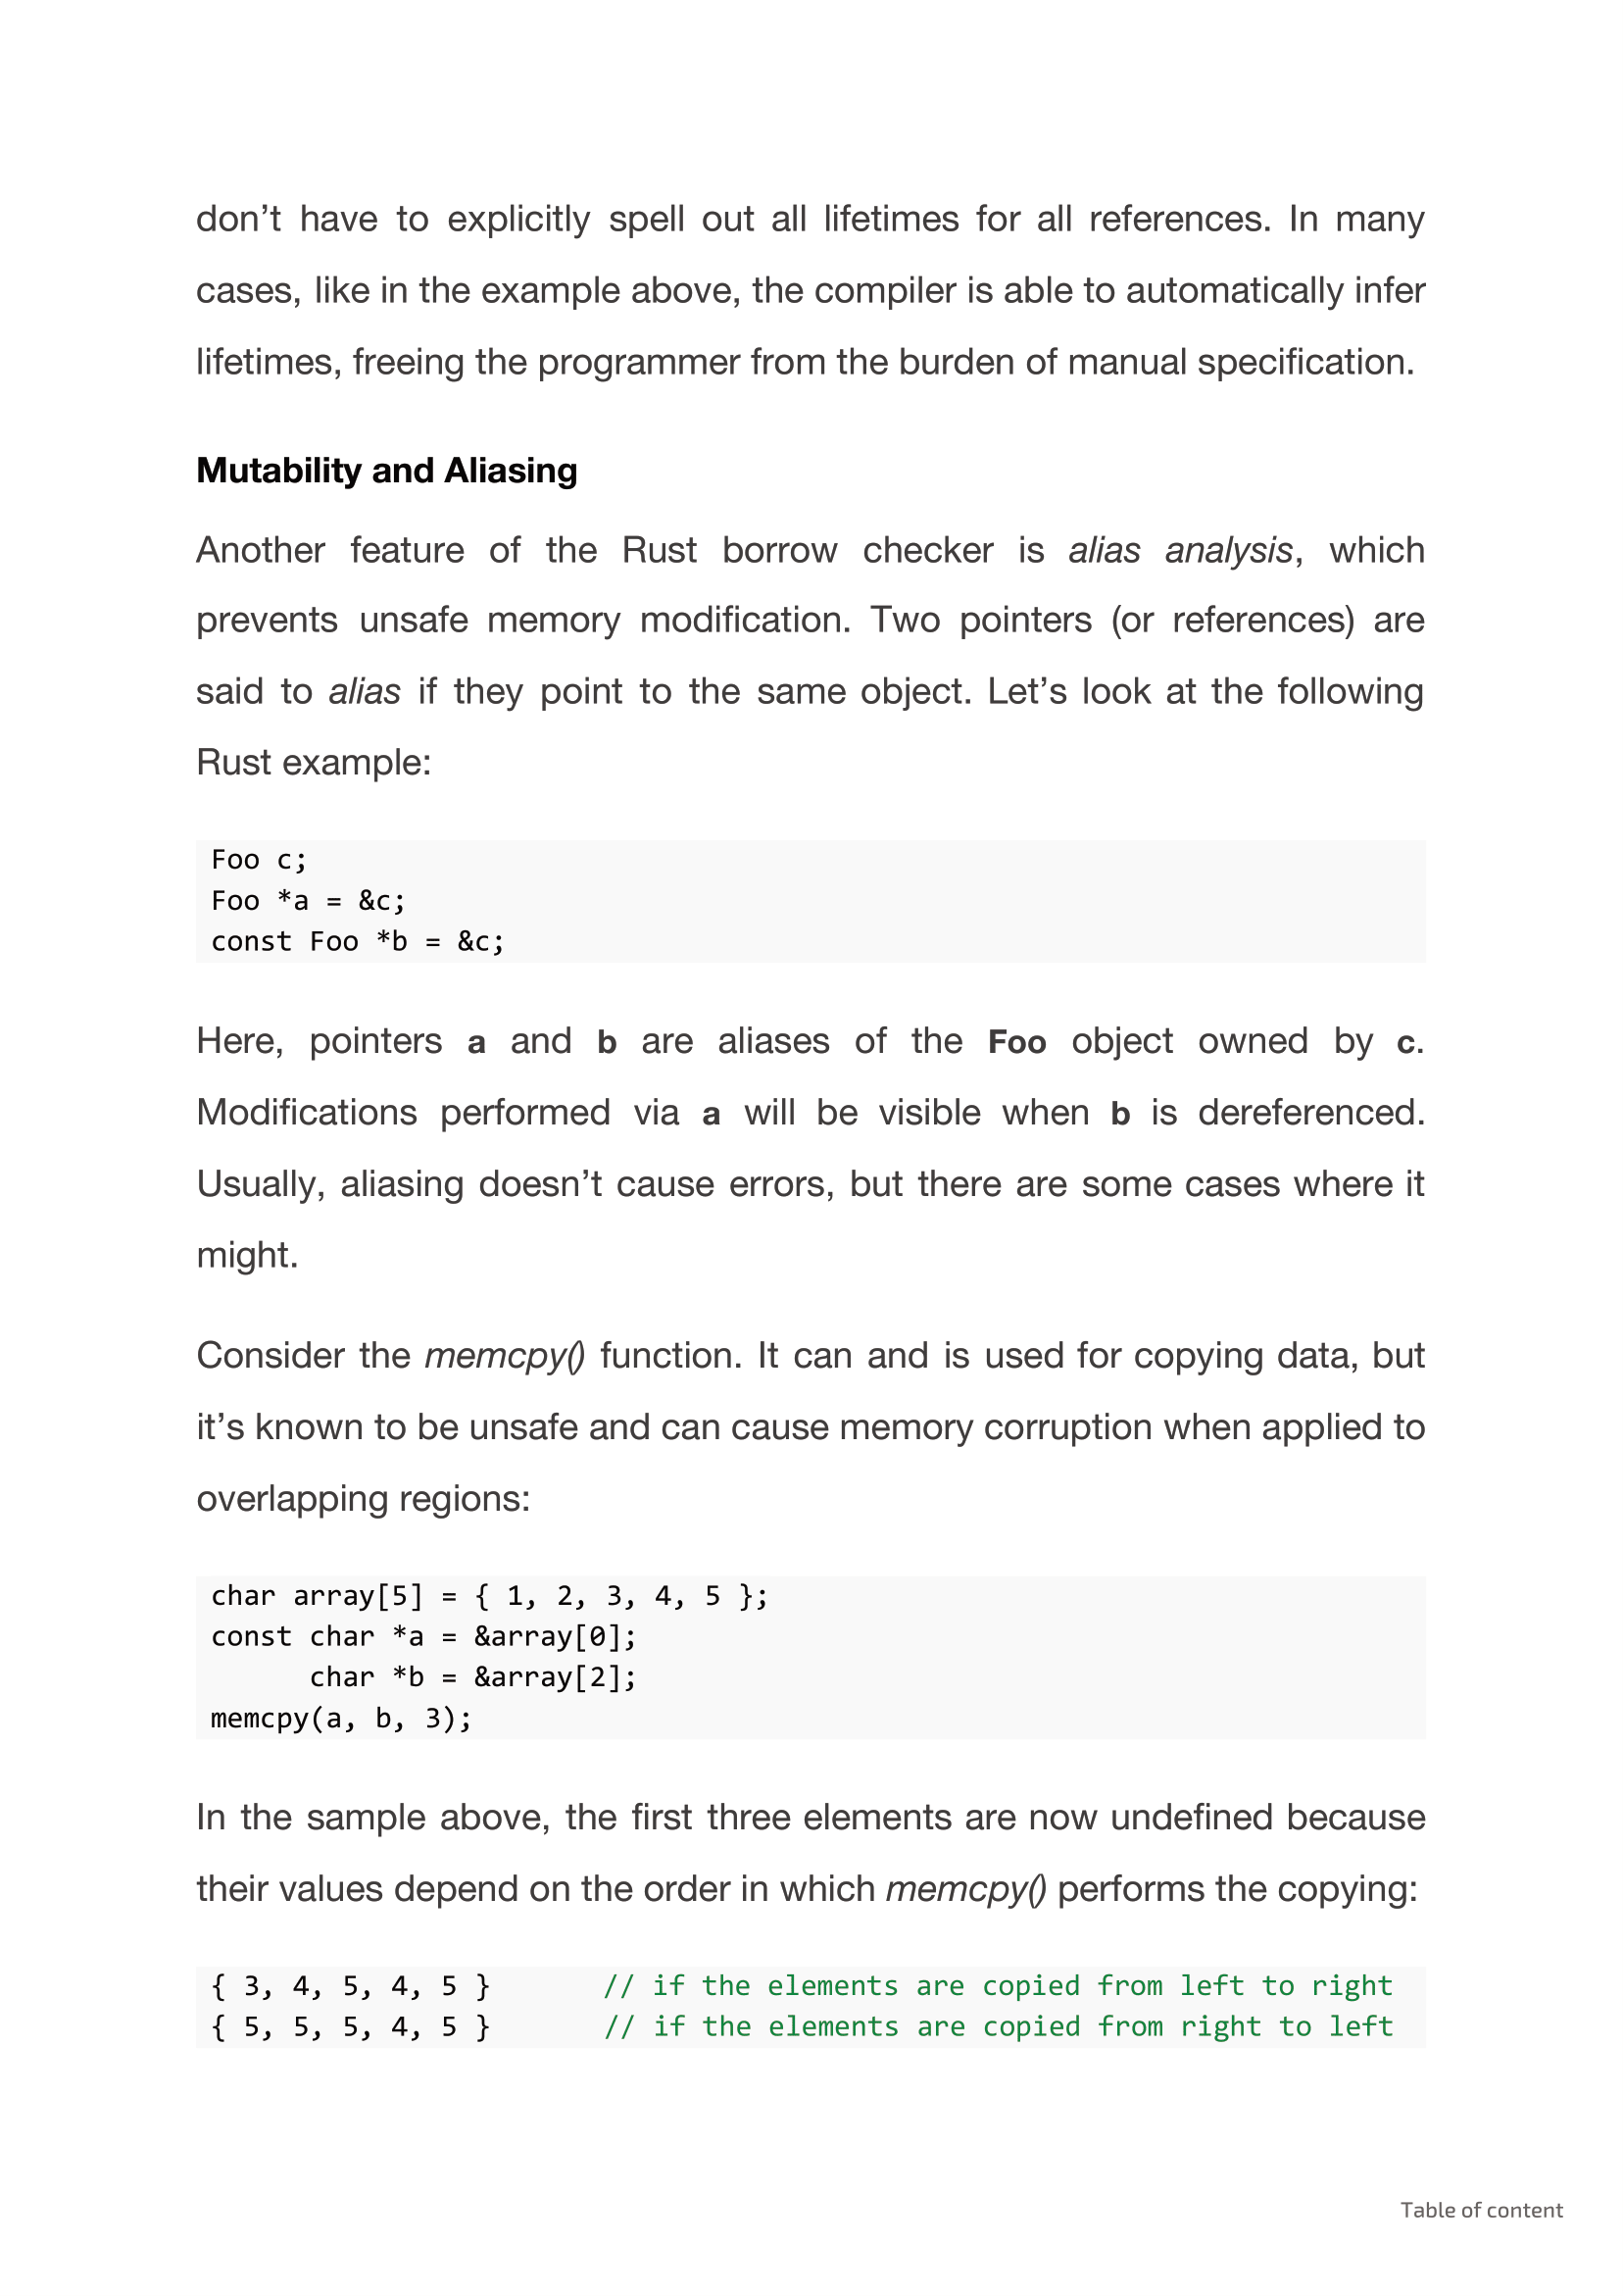 don’t have to explicitly spell out all lifetimes for all references. In many
cases, like in the example above, the compiler is able to automatically infer
lifetimes, freeing the programmer from the burden of manual specification.
Mutability and Aliasing
Another feature of the Rust borrow checker is alias analysis, which
prevents unsafe memory modification. Two pointers (or references) are
said to alias if they point to the same object. Let’s look at the following
Rust example:
Foo c;
Foo *a = &c;
const Foo *b = &c;
Here, pointers a and b are aliases of the Foo object owned by c.
Modifications performed via a will be visible when b is dereferenced.
Usually, aliasing doesn’t cause errors, but there are some cases where it
might.
Consider the memcpy() function. It can and is used for copying data, but
it’s known to be unsafe and can cause memory corruption when applied to
overlapping regions:
char array[5] = { 1, 2, 3, 4, 5 };
const char *a = &array[0];
      char *b = &array[2];
memcpy(a, b, 3);
In the sample above, the first three elements are now undefined because
their values depend on the order in which memcpy() performs the copying:
{ 3, 4, 5, 4, 5 }       // if the elements are copied from left to right
{ 5, 5, 5, 4, 5 }       // if the elements are copied from right to left
Table of content